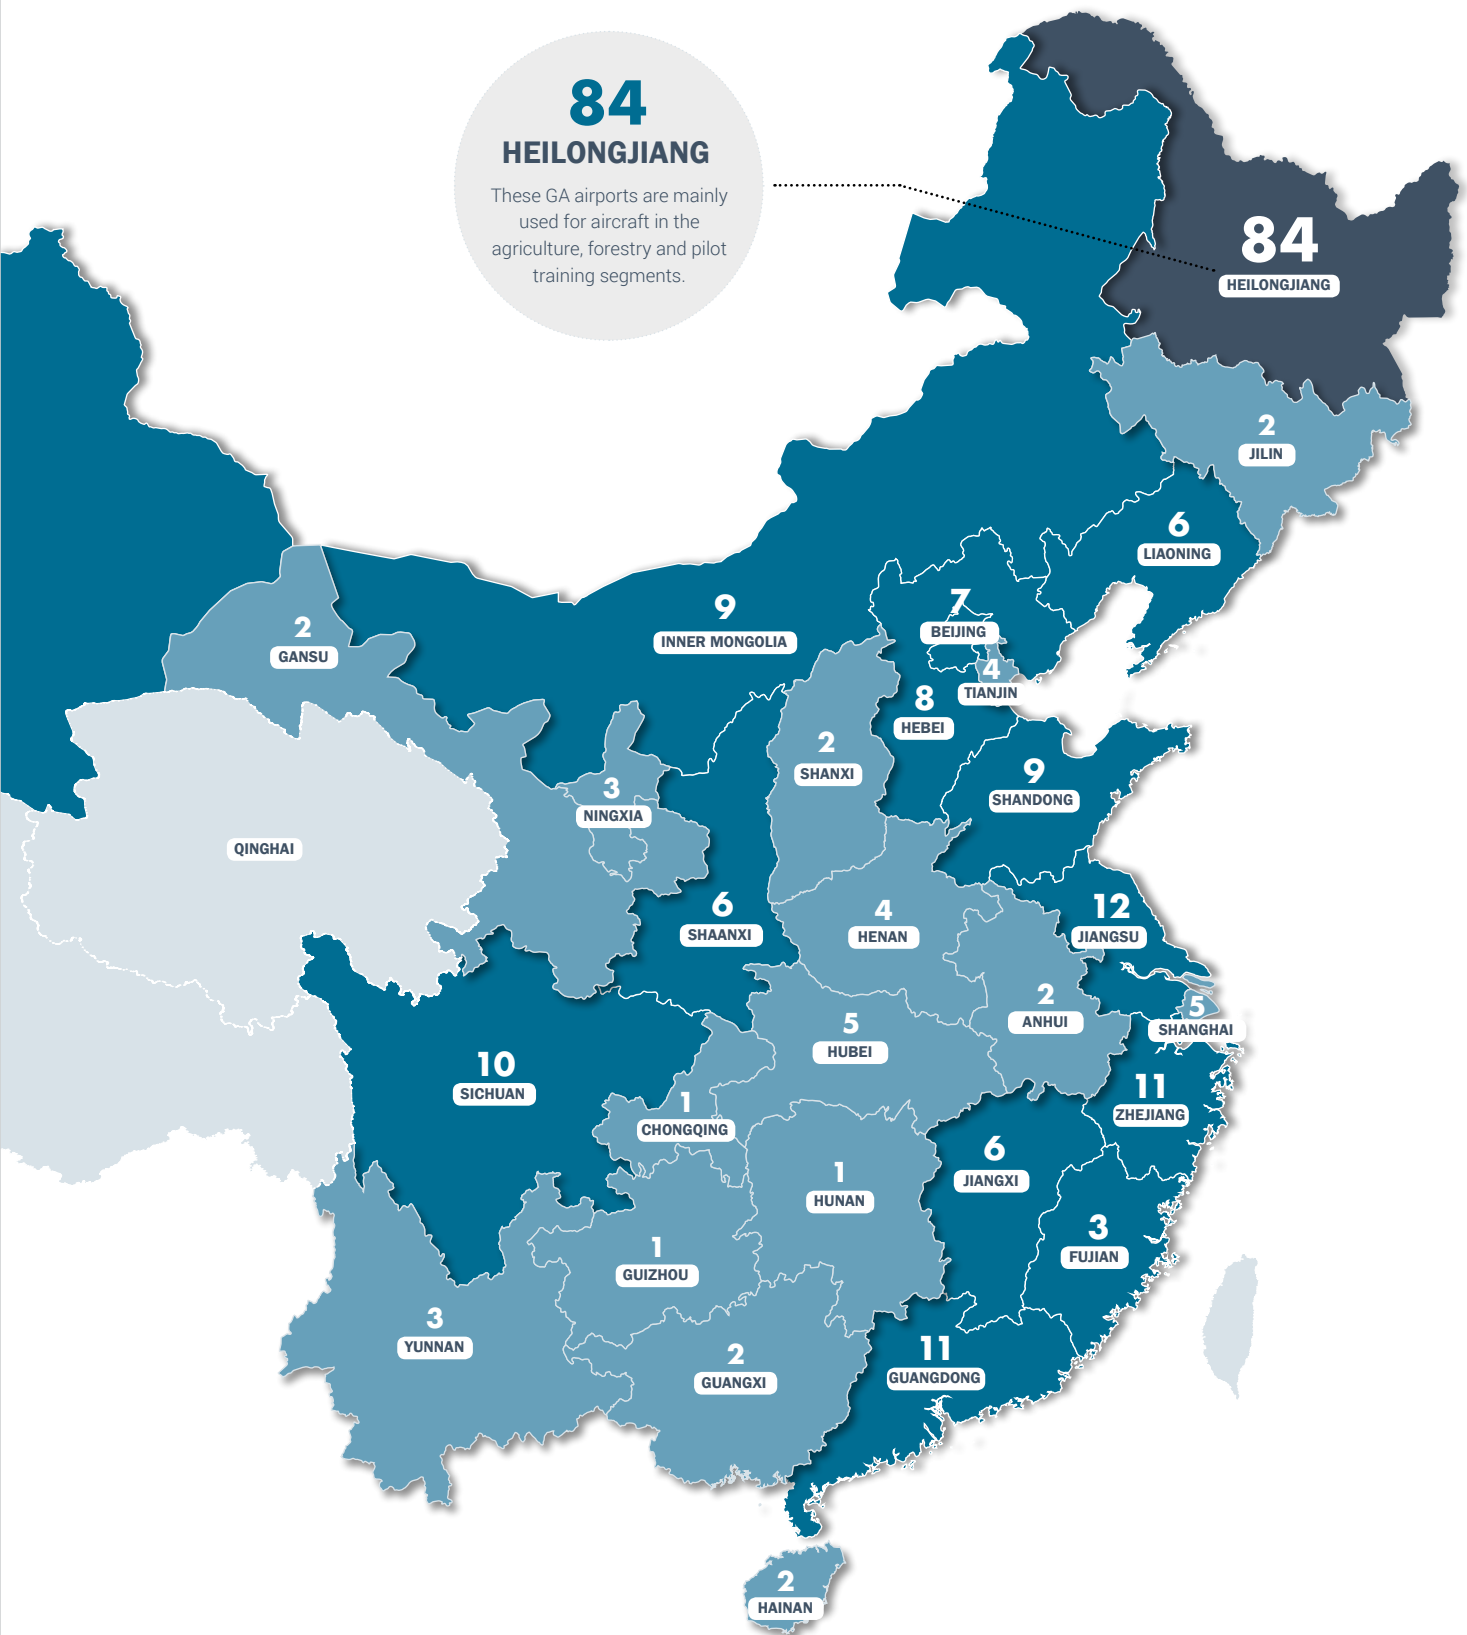 84
HEILONGJIANG
These GA airports are mainly
used for aircraft in the
agriculture, forestry and pilot
training segments.
84
HEILONGJIANG
2
JILIN
6
LIAONING
9
INNER MONGOLIA
7
BEIJING
2
GANSU
4
TIANJIN
8
HEBEI
2
SHANXI
9
SHANDONG
3
NINGXIA
QINGHAI
6
SHAANXI
4
HENAN
12
JIANGSU
2
ANHUI
5
SHANGHAI
5
HUBEI
10
SICHUAN
11
ZHEJIANG
1
CHONGQING
6
JIANGXI
1
HUNAN
3
FUJIAN
1
GUIZHOU
3
YUNNAN
2
GUANGXI
11
GUANGDONG
2
HAINAN